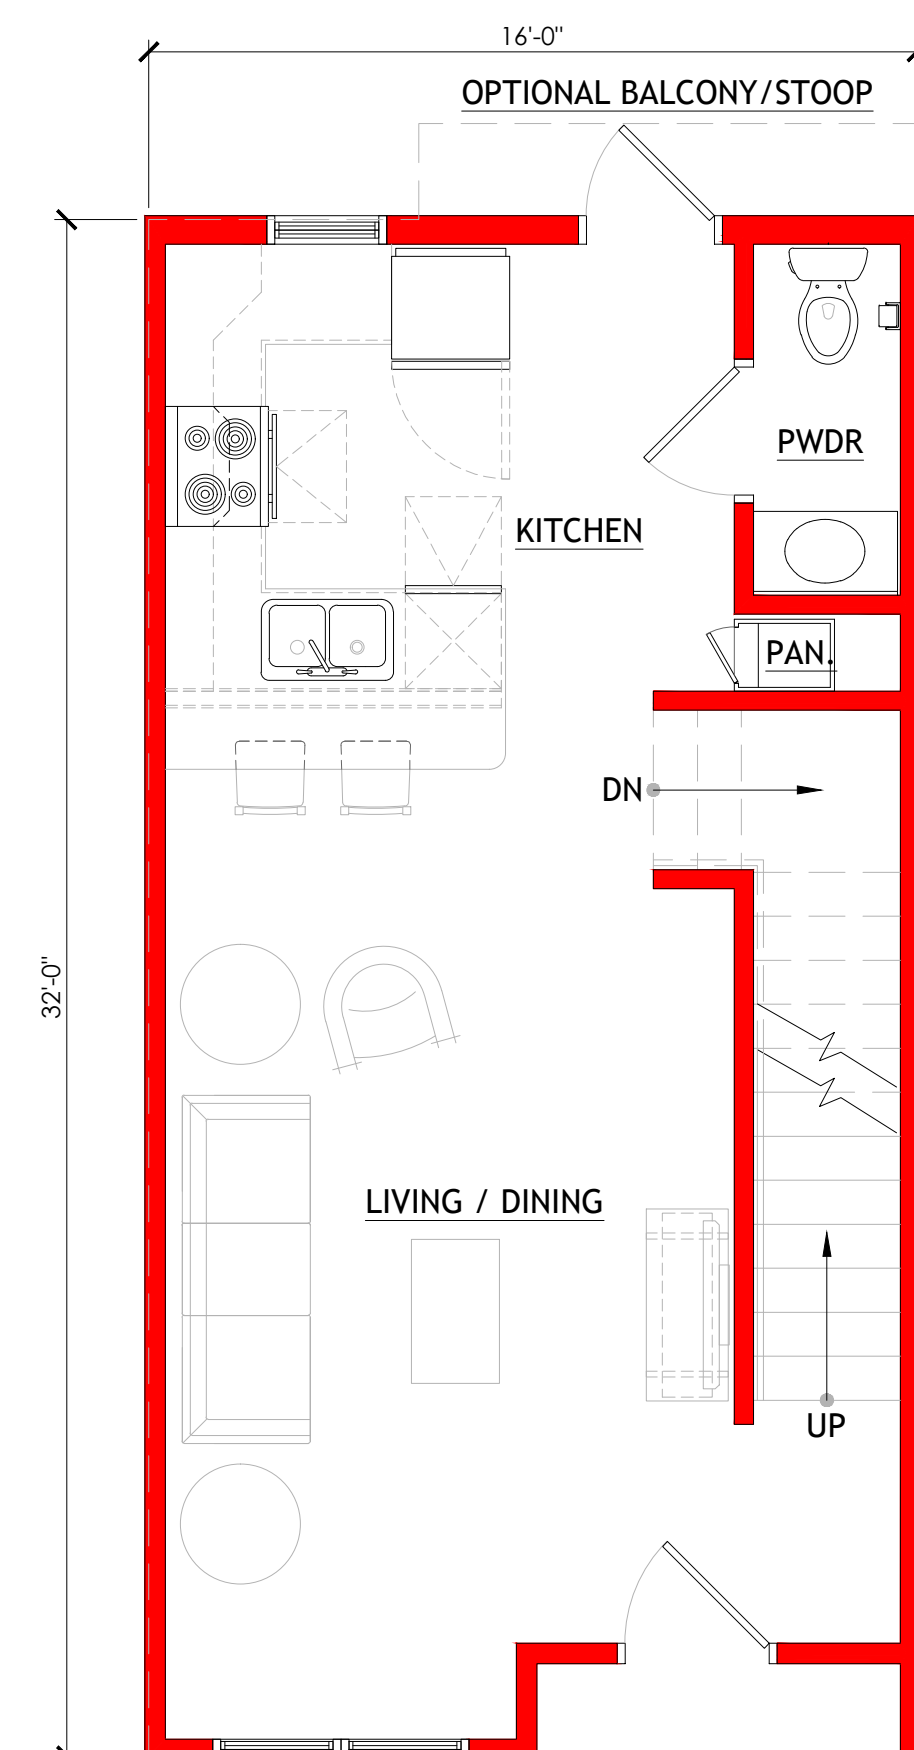 16'-0"
OPTIONAL BALCONY/STOOP
PWDR
KITCHEN
PAN.
DN
32'-0"
LIVING / DINING
UP